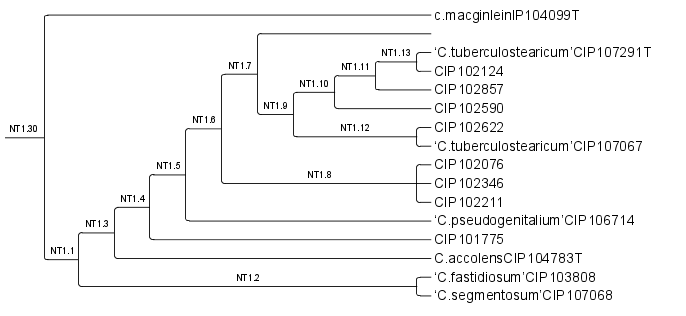 c.macginleinIP104099T
NT1.13
'C.tuberculostearicum'CIP107291T
NT1.7
NT1.11
CIP102124
NT1.10
CIP102857
NT1.9
CIP102590
NT1.30
NT1.6
NT1.12
CIP102622
'C.tuberculostearicum'CIP107067
NT1.5
CIP102076
NT1.8
CIP102346
NT1.4
CIP102211
NT1.3
'C.pseudogenitalium'CIP106714
CIP101775
NT1.1
C.accolensCIP104783T
NT1.2
'C.fastidiosum'CIP103808
'C.segmentosum'CIP107068